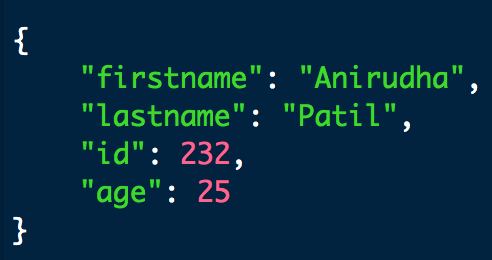 {
    "firstname": "Anirudha",
    "lastname": "Patil",
    "id": 232,
    "age": 25
}